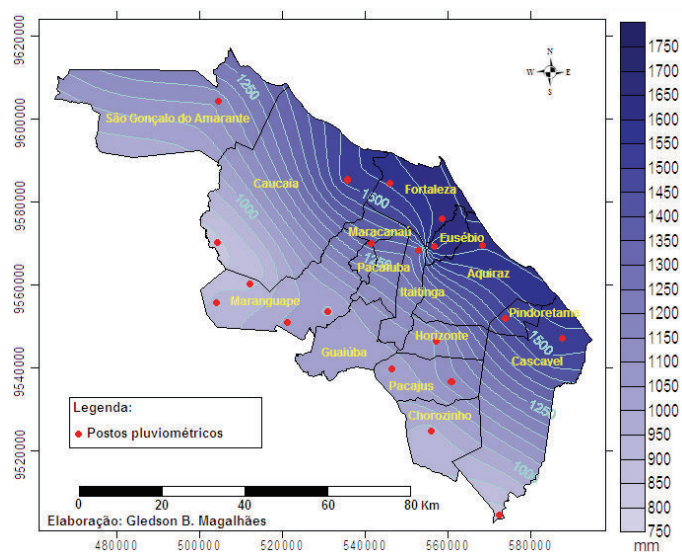 9620000
9600000
9580000
9560000
9540000
9520000
480000 500000 520000 540000 560000 580000
N
W E
S
1250
São Gonçalo do Amarante
Caucaia
1500
Fortaleza
1000
Maracanaú
Eusébio
1250
Pacatuba
Aquiraz
Itaitinga
Maranguape
Pindoretama
Horizonte
1500
Guaiúba
Cascavel
Pacajus
1250
Chorozinho
1000
Legenda:
Postos pluviométricos
0 20 40 60 80 Km
Elaboração: Gledson B. Magalhães
1750
1700
1650
1600
1550
1500
1450
1400
1350
1300
1250
1200
1150
1100
1050
1000
950
900
850
800
750
mm